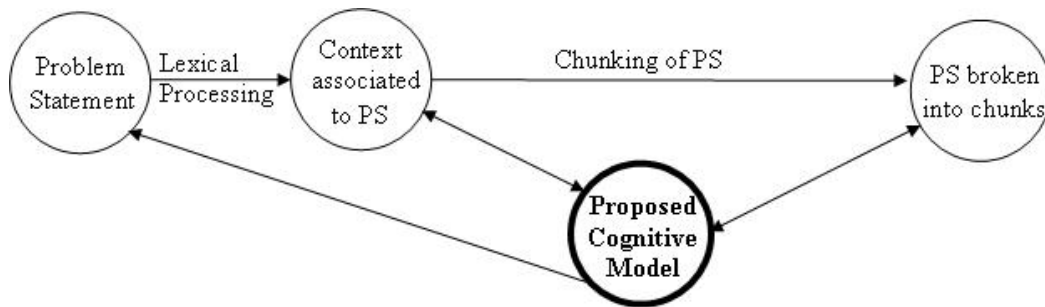 Problem
Statement
Lexical
Processing
Context
associated
to PS
Chunking of PS
PS broken
into chunks
Proposed
Cognitive
Model